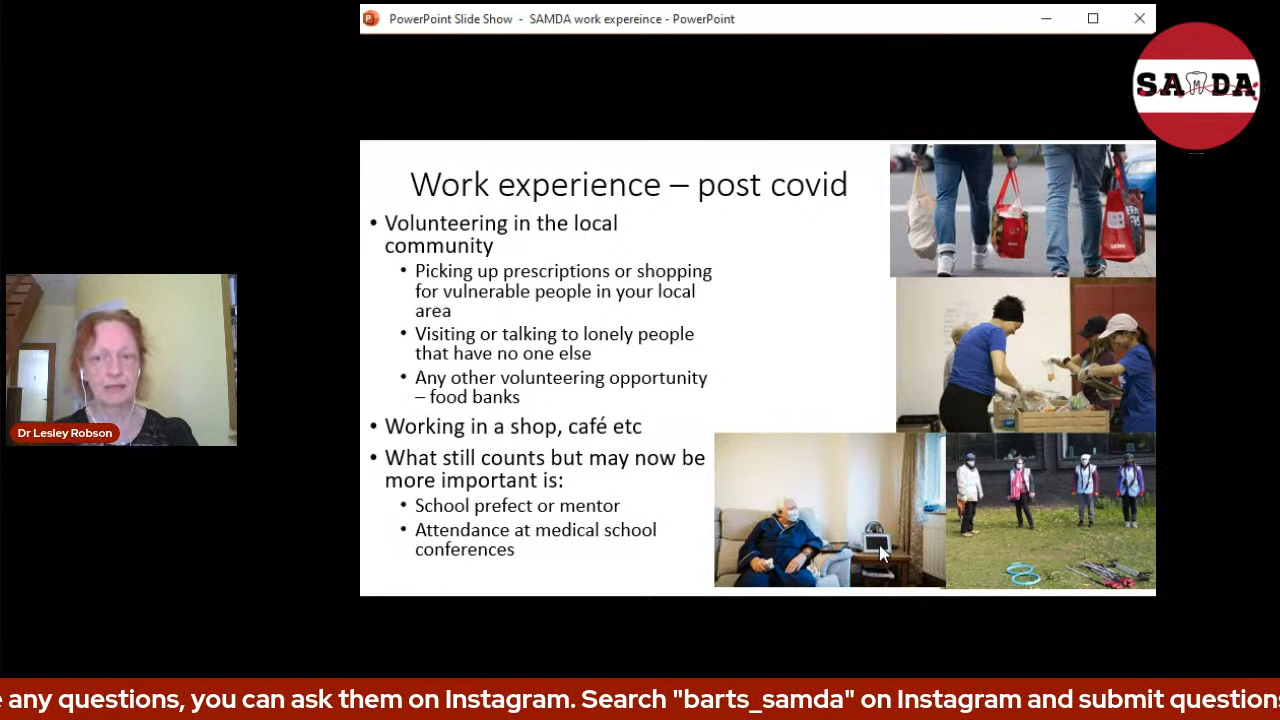 PowerPoint Slide Show - SAMDA work expereince - PowerPoint
SAMDA
M
Work experience – post covid
• Volunteering in the local
community
• Picking up prescriptions or shopping
for vulnerable people in your local
area
• Visiting or talking to lonely people
that have no one else
• Any other volunteering opportunity
– food banks
• Working in a shop, café etc
• What still counts but may now be
more important is:
• School prefect or mentor
• Attendance at medical school
conferences
Dr Lesley Robson
any questions, you can ask them on Instagram. Search "barts_samda" on Instagram and submit questions